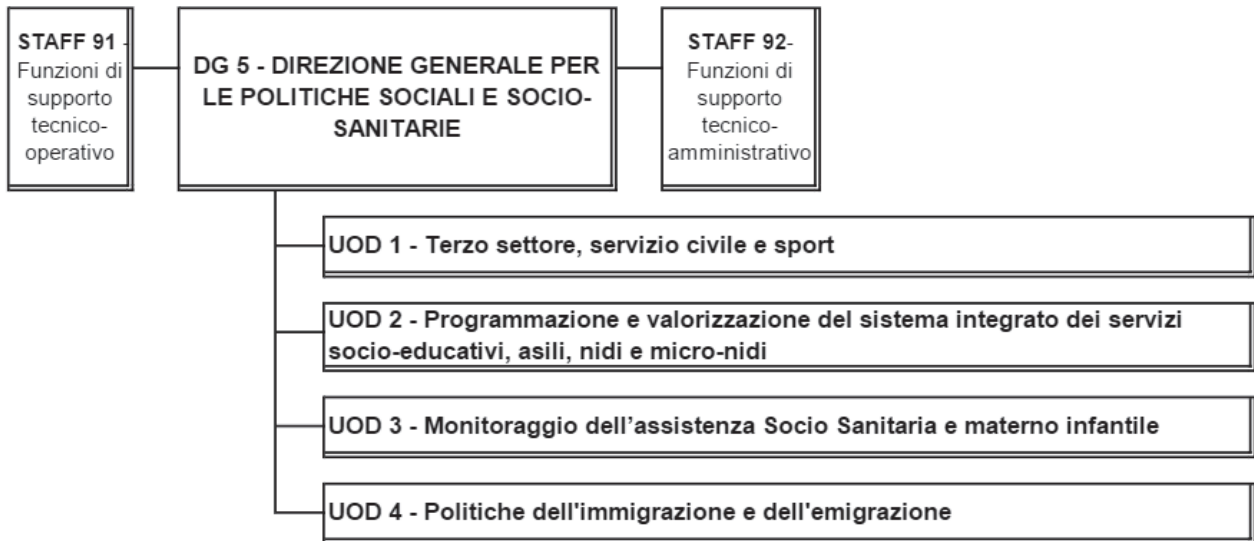 STAFF 91 -
Funzioni di
supporto
tecnico-
operativo
DG 5 - DIREZIONE GENERALE PER
LE POLITICHE SOCIALI E SOCIO-
SANITARIE
STAFF 92-
Funzioni di
supporto
tecnico-
amministrativo
UOD 1 - Terzo settore, servizio civile e sport
UOD 2 - Programmazione e valorizzazione del sistema integrato dei servizi
socio-educativi, asili, nidi e micro-nidi
UOD 3 - Monitoraggio dell’assistenza Socio Sanitaria e materno infantile
UOD 4 - Politiche dell'immigrazione e dell'emigrazione